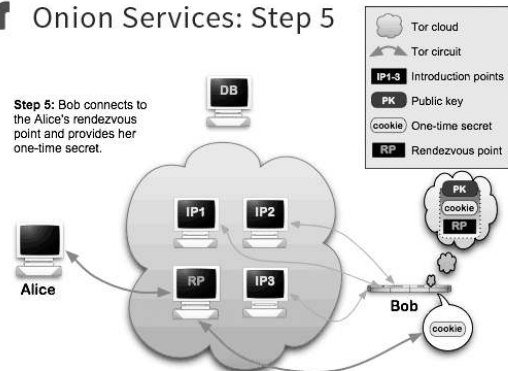 Onion Services: Step 5
Tor cloud
Tor circuit
IP1-3 Introduction points
PK Public key
cookie One-time secret
RP Rendezvous point
DB
Step 5: Bob connects to
the Alice's rendezvous
point and provides her
one-time secret.
PK
cookie
RP
IP1
IP2
RP
IP3
Alice
Bob
cookie